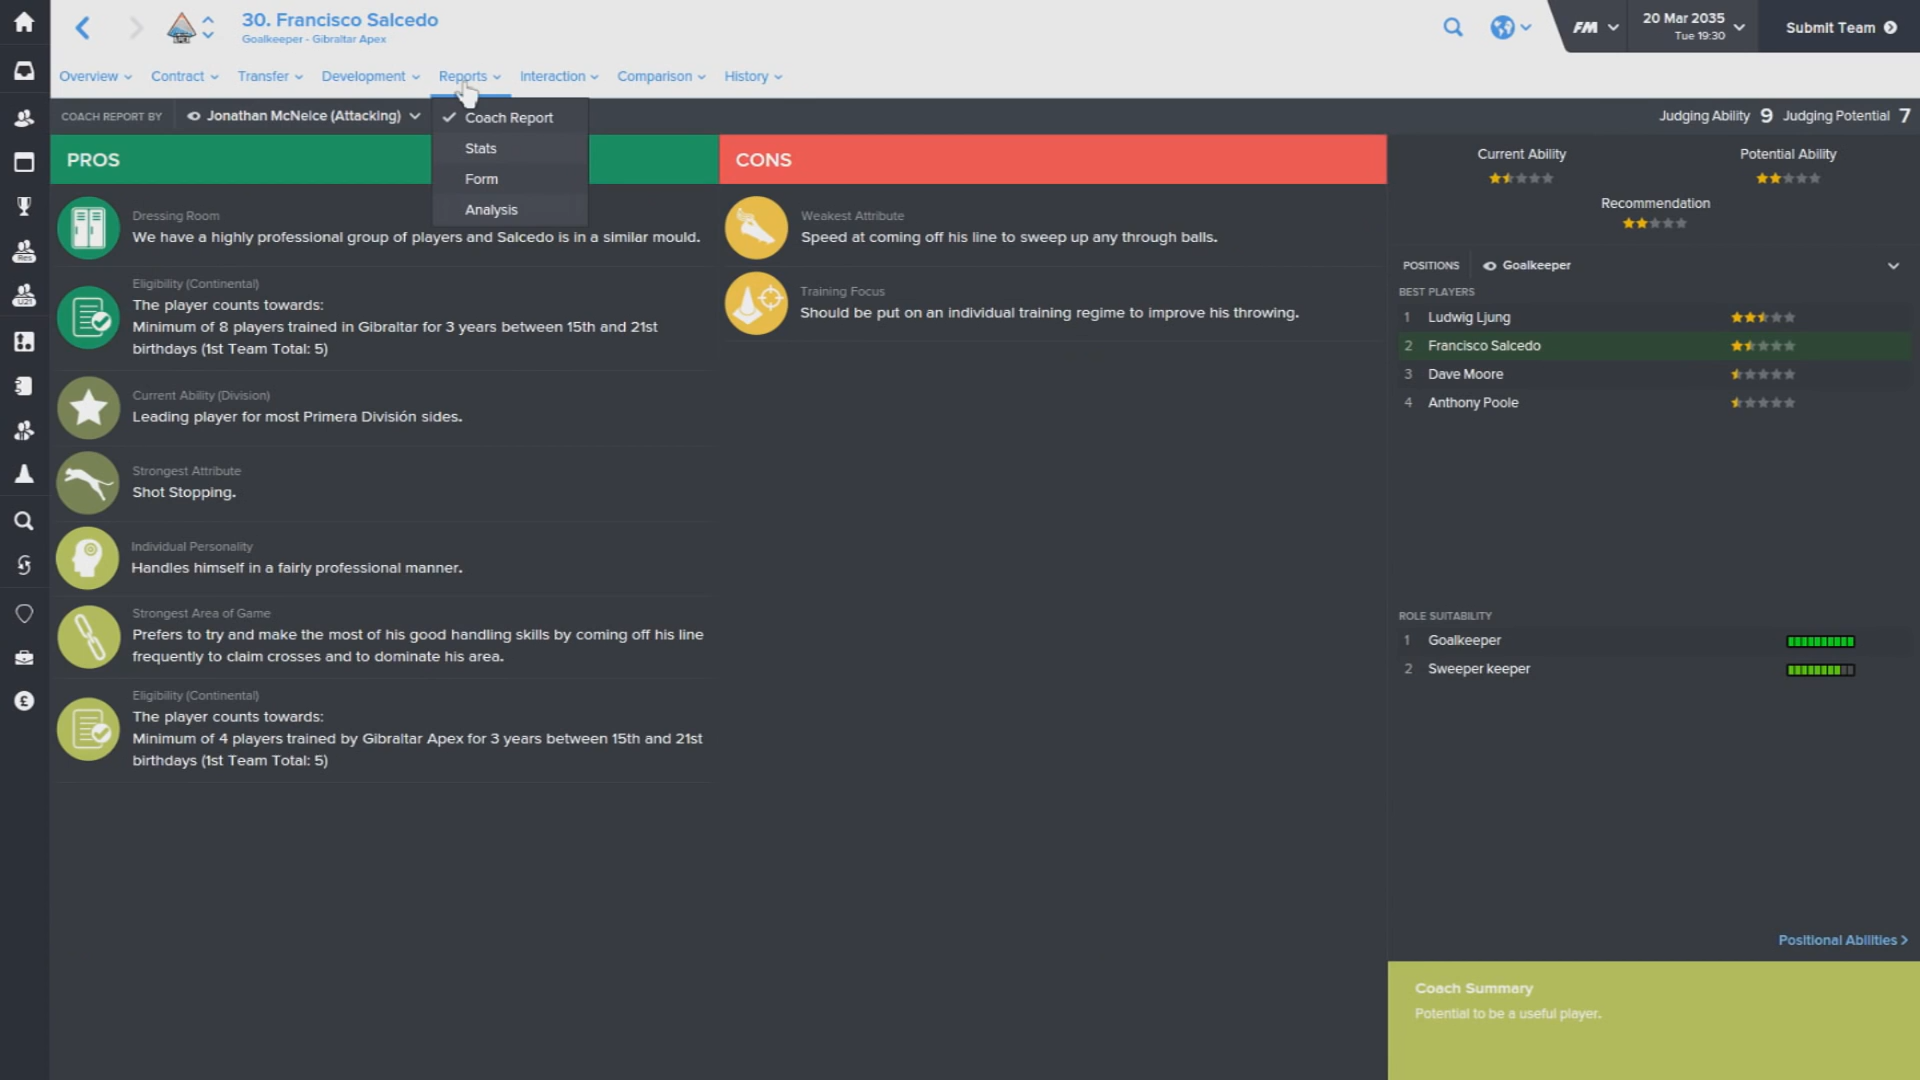 30. Francisco Salcedo
Goalkeeper - Gibraltar Apex
FM
20 Mar 2035
Tue 19:30
Submit Team
Overview
Contract
Transfer
Development
Reports
Interaction
Comparison
History
COACH REPORT BY
Jonathan McNeice (Attacking)
Judging Ability 9 Judging Potential 7
Coach Report
Stats
Form
Analysis
PROS
Dressing Room
We have a highly professional group of players and Salcedo is in a similar mould.
Eligibility (Continental)
The player counts towards:
Minimum of 8 players trained in Gibraltar for 3 years between 15th and 21st
birthdays (1st Team Total: 5)
Current Ability (Division)
Leading player for most Primera División sides.
Strongest Attribute
Shot Stopping.
Individual Personality
Handles himself in a fairly professional manner.
Strongest Area of Game
Prefers to try and make the most of his good handling skills by coming off his line
frequently to claim crosses and to dominate his area.
Eligibility (Continental)
The player counts towards:
Minimum of 4 players trained by Gibraltar Apex for 3 years between 15th and 21st
birthdays (1st Team Total: 5)
CONS
Weakest Attribute
Speed at coming off his line to sweep up any through balls.
Training Focus
Should be put on an individual training regime to improve his throwing.
Current Ability
Potential Ability
Recommendation
POSITIONS
Goalkeeper
BEST PLAYERS
1 Ludwig Ljung
2 Francisco Salcedo
3 Dave Moore
4 Anthony Poole
ROLE SUITABILITY
1 Goalkeeper
2 Sweeper keeper
Positional Abilities >
Coach Summary
Potential to be a useful player.
Res
U21